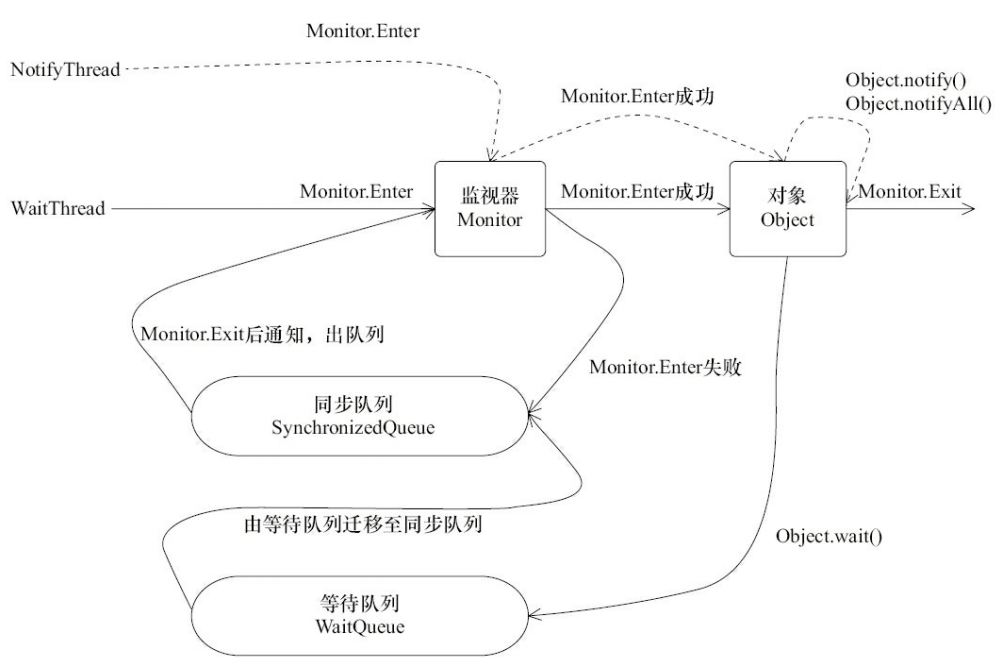 Monitor.Enter
NotifyThread
Object.notify()
Object.notifyAll()
Monitor.Enter成功
WaitThread
Monitor.Enter
监视器
Monitor
Monitor.Enter成功
对象
Object
Monitor.Exit
Monitor.Exit后通知，出队列
Monitor.Enter失败
同步队列
SynchronizedQueue
由等待队列迁移至同步队列
Object.wait()
等待队列
WaitQueue